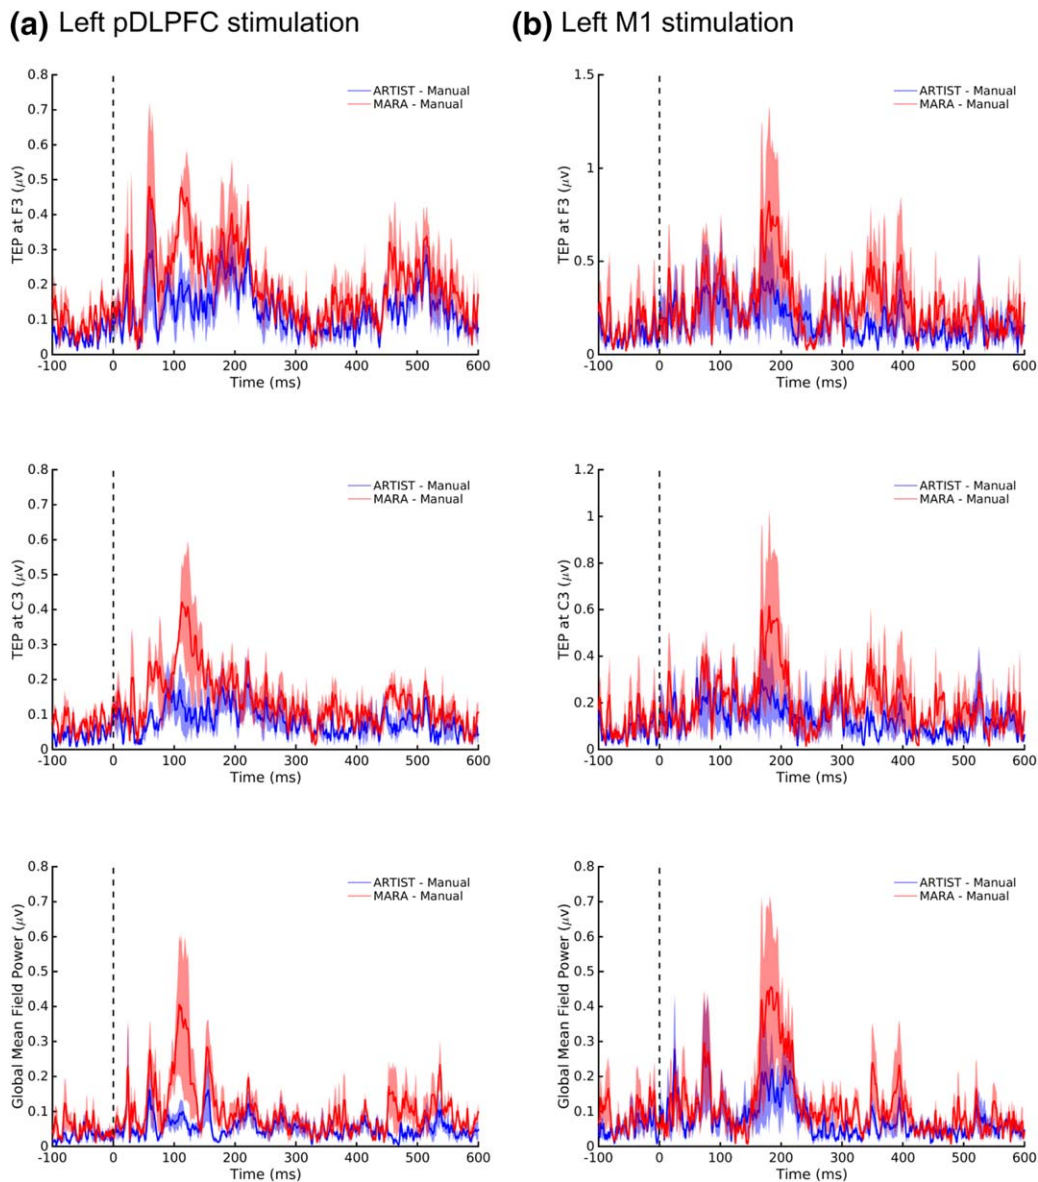 (a) Left pDLPFC stimulation
(b) Left M1 stimulation
TEP at F3 (μv)
0.8
0.7
0.6
0.5
0.4
0.3
0.2
0.1
0
ARTIST - Manual
MARA - Manual
-100 0 100 200 300 400 500 600
Time (ms)
TEP at F3 (μv)
1.5
1
0.5
0
ARTIST - Manual
MARA - Manual
-100 0 100 200 300 400 500 600
Time (ms)
TEP at C3 (μv)
0.8
0.7
0.6
0.5
0.4
0.3
0.2
0.1
0
ARTIST - Manual
MARA - Manual
-100 0 100 200 300 400 500 600
Time (ms)
TEP at C3 (μv)
1.2
1
0.8
0.6
0.4
0.2
0
ARTIST - Manual
MARA - Manual
-100 0 100 200 300 400 500 600
Time (ms)
Global Mean Field Power (μv)
0.8
0.7
0.6
0.5
0.4
0.3
0.2
0.1
0
ARTIST - Manual
MARA - Manual
-100 0 100 200 300 400 500 600
Time (ms)
Global Mean Field Power (μv)
0.8
0.7
0.6
0.5
0.4
0.3
0.2
0.1
0
ARTIST - Manual
MARA - Manual
-100 0 100 200 300 400 500 600
Time (ms)